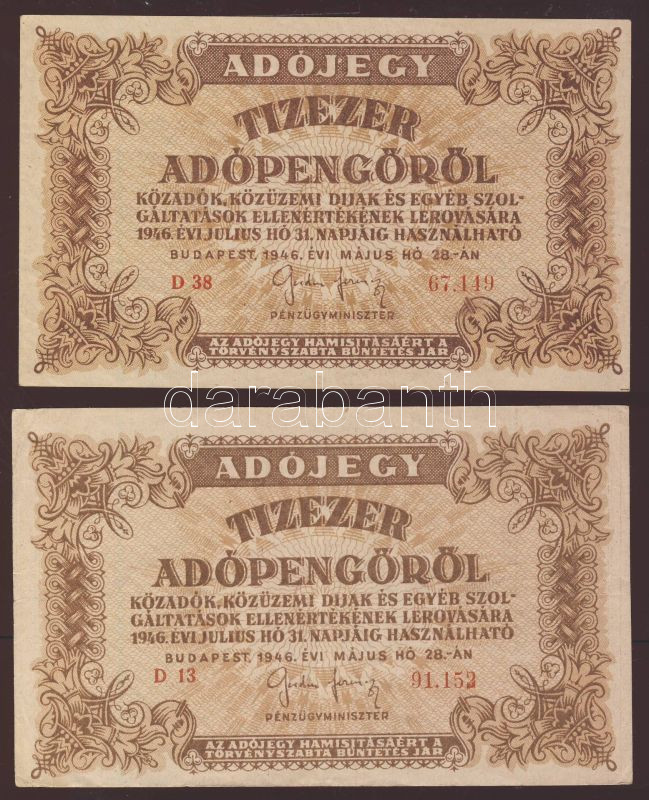 ADÓJEGY
TIZEZER
ADÓPENGŐRŐL
KÖZADÓK, KÖZÜZEMI DIJAK ÉS EGYÉB SZOL-
GÁLTATÁSOK ELLENÉRTÉKÉNEK LEROVÁSÁRA
1946. ÉVI JULIUS HÓ 31. NAPJÁIG HASZNÁLHATÓ
BUDAPEST, 1946. ÉVI MÁJUS HÓ 28.-ÁN
D 38 67.149
PÉNZÜGYMINISZTER
AZ ADÓJEGY HAMISITÁSÁÉRT A
TÖRVÉNYSZABTA BÜNTETÉS JÁR
darabanth
ADÓJEGY
TIZEZER
ADÓPENGŐRŐL
KÖZADÓK, KÖZÜZEMI DIJAK ÉS EGYÉB SZOL-
GÁLTATÁSOK ELLENÉRTÉKÉNEK LEROVÁSÁRA
1946. ÉVI JULIUS HÓ 31. NAPJÁIG HASZNÁLHATÓ
BUDAPEST, 1946. ÉVI MÁJUS HÓ 28.-ÁN
D 13 91.152
PÉNZÜGYMINISZTER
AZ ADÓJEGY HAMISITÁSÁÉRT A
TÖRVÉNYSZABTA BÜNTETÉS JÁR